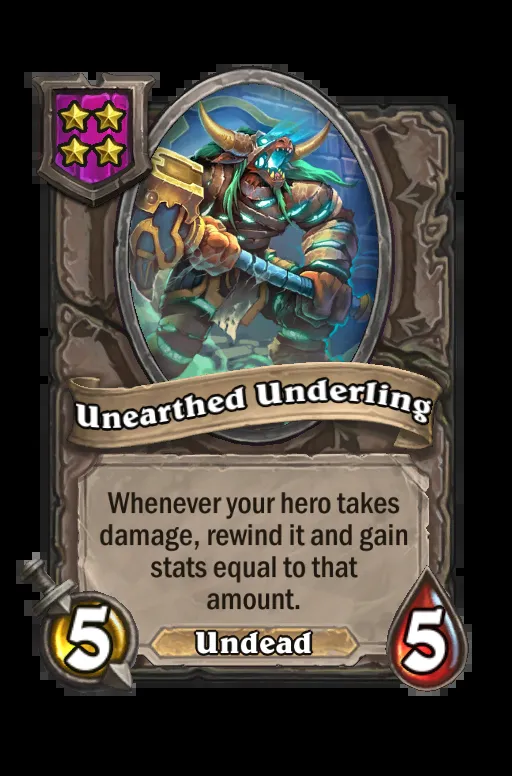 Unearthed Underling
Whenever your hero takes
damage, rewind it and gain
stats equal to that
amount.
5
Undead
5